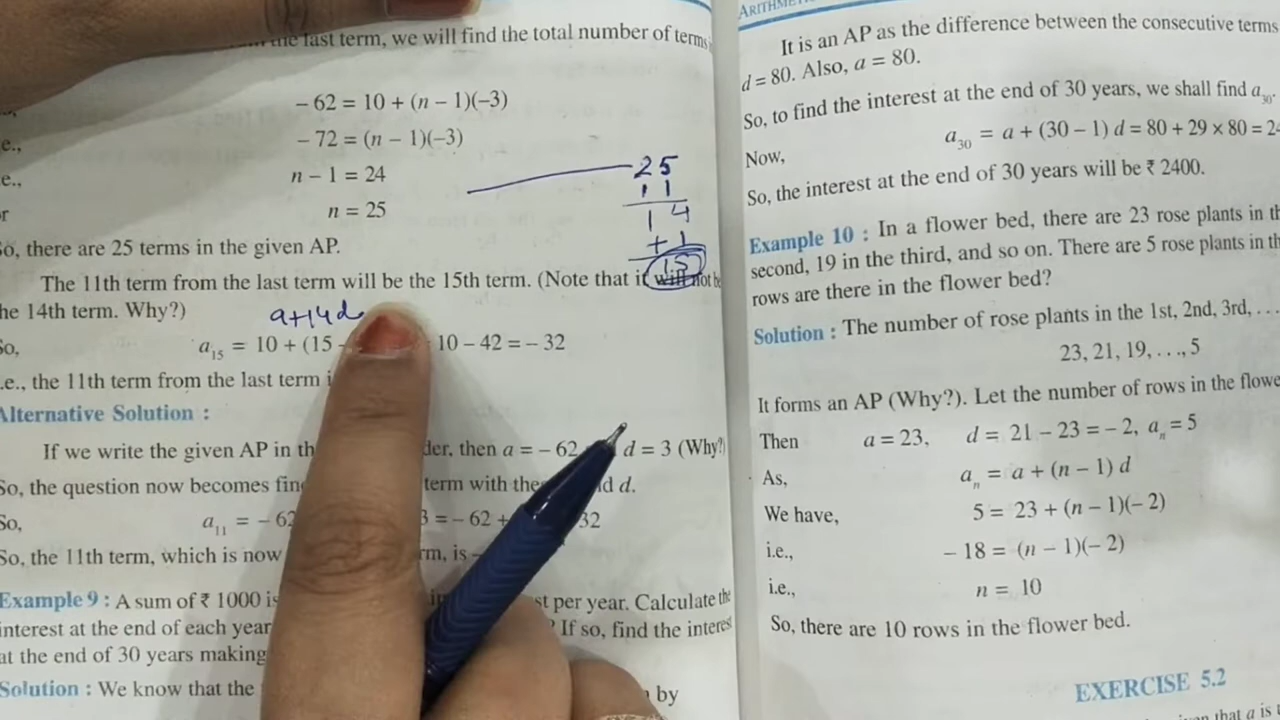 the last term, we will find the total number of terms
– 62 = 10 + (n – 1)(–3)
e., – 72 = (n – 1)(–3)
e., n – 1 = 24
r n = 25
So, there are 25 terms in the given AP.
25
11
14
+1
15
The 11th term from the last term will be the 15th term. (Note that it will not be
he 14th term. Why?)
a+14d
So, a15 = 10 + (15 – 10 – 42 = – 32
.e., the 11th term from the last term
Alternative Solution :
If we write the given AP in th der, then a = – 62 d = 3 (Why?)
So, the question now becomes term with the d.
So, a11 = – 62 3 = – 62 + 32
So, the 11th term, which is now is
Example 9 : A sum of ₹ 1000 per year. Calculate the
interest at the end of each year If so, find the interest
at the end of 30 years making
Solution : We know that the by
ARITHME
It is an AP as the difference between the consecutive terms
d = 80. Also, a = 80.
So, to find the interest at the end of 30 years, we shall find a30.
Now, a30 = a + (30 – 1) d = 80 + 29 × 80 = 24
So, the interest at the end of 30 years will be ₹ 2400.
Example 10 : In a flower bed, there are 23 rose plants in th
second, 19 in the third, and so on. There are 5 rose plants in th
rows are there in the flower bed?
Solution : The number of rose plants in the 1st, 2nd, 3rd, . . .
23, 21, 19, . . ., 5
It forms an AP (Why?). Let the number of rows in the flowe
Then a = 23, d = 21 – 23 = – 2, an = 5
As, an = a + (n – 1) d
We have, 5 = 23 + (n – 1)(– 2)
i.e., – 18 = (n – 1)(– 2)
i.e., n = 10
So, there are 10 rows in the flower bed.
EXERCISE 5.2
that a is